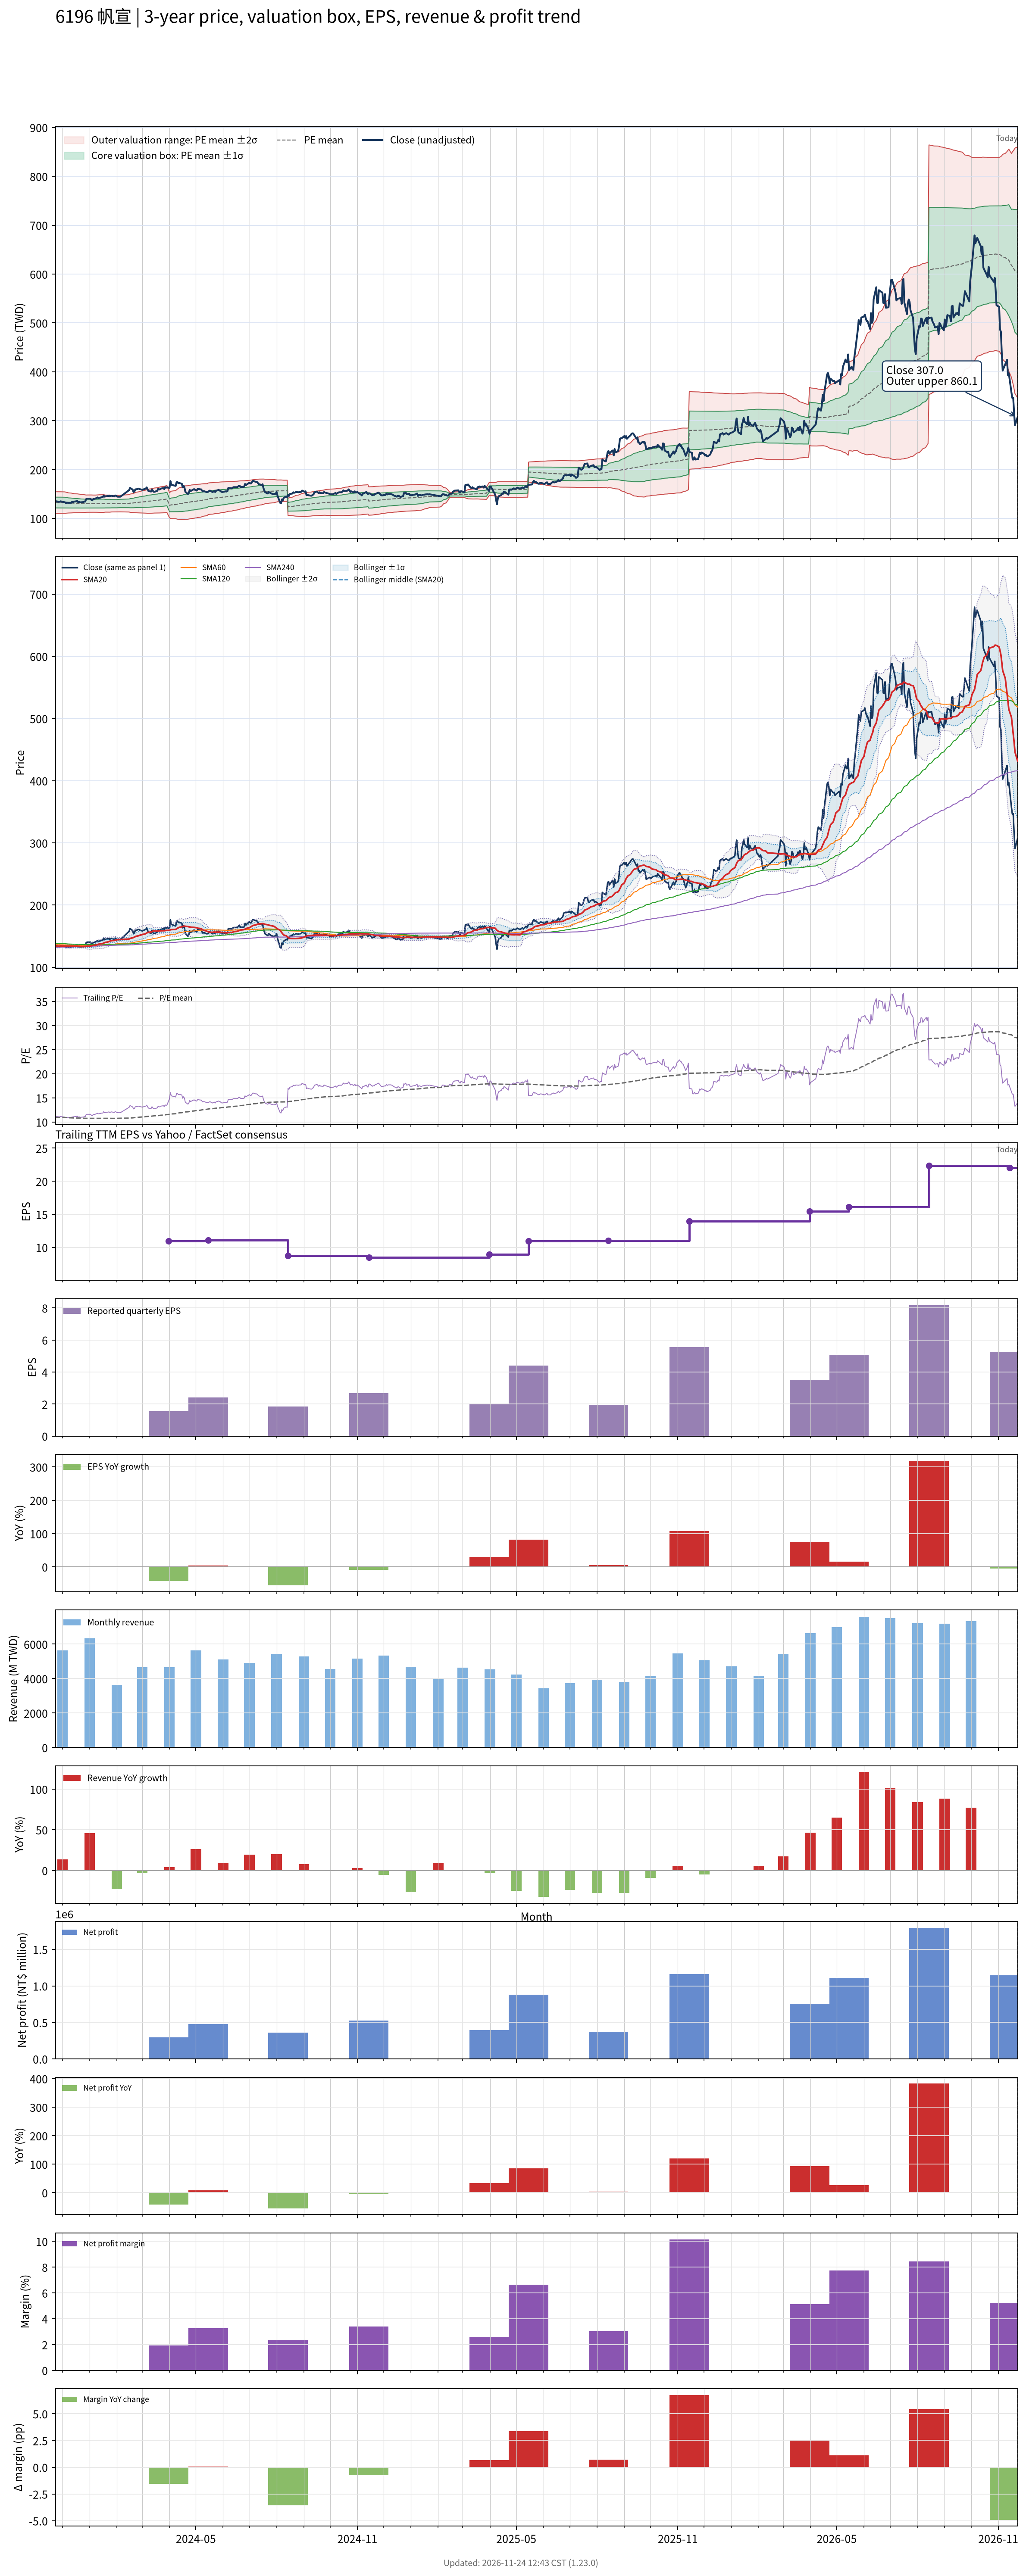 6196 帆宣 | 3-year price, valuation box, EPS, revenue & profit trend
Outer valuation range: PE mean ±2σ
PE mean
Close (unadjusted)
Core valuation box: PE mean ±1σ
Today
Price (TWD)
900
800
700
600
500
400
300
200
100
Close 307.0
Outer upper 860.1
Close (same as panel 1)
SMA60
SMA240
Bollinger ±1σ
SMA20
SMA120
Bollinger ±2σ
Bollinger middle (SMA20)
Price
700
600
500
400
300
200
100
Trailing P/E
P/E mean
P/E
35
30
25
20
15
10
Trailing TTM EPS vs Yahoo / FactSet consensus
Today
EPS
25
20
15
10
Reported quarterly EPS
EPS
8
6
4
2
0
EPS YoY growth
YoY (%)
300
200
100
0
Monthly revenue
Revenue (M TWD)
6000
4000
2000
0
Revenue YoY growth
YoY (%)
100
50
0
Month
1e6
Net profit
Net profit (NT$ million)
1.5
1.0
0.5
0.0
Net profit YoY
YoY (%)
400
300
200
100
0
Net profit margin
Margin (%)
10
8
6
4
2
0
Margin YoY change
Δ margin (pp)
5.0
2.5
0.0
-2.5
-5.0
2024-05
2024-11
2025-05
2025-11
2026-05
2026-11
Updated: 2026-11-24 12:43 CST (1.23.0)